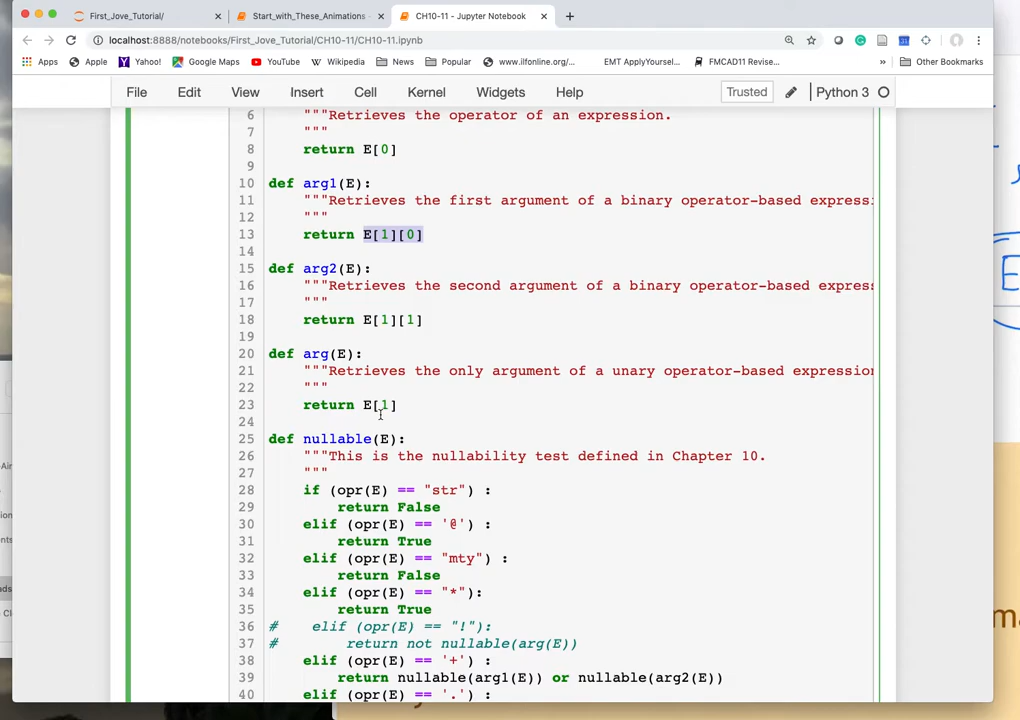 First_Jove_Tutorial/ × Start_with_These_Animations - × CH10-11 - Jupyter Notebook × +
localhost:8888/notebooks/First_Jove_Tutorial/CH10-11/CH10-11.ipynb
Apps Apple Yahoo! Google Maps YouTube Wikipedia News Popular www.ilfonline.org/... EMT ApplyYoursel... FMCAD11 Revise... » Other Bookmarks
File Edit View Insert Cell Kernel Widgets Help Trusted Python 3
6 """Retrieves the operator of an expression.
7 """
8 return E[0]
9
10 def arg1(E):
11 """Retrieves the first argument of a binary operator-based expressi
12 """
13 return E[1][0]
14
15 def arg2(E):
16 """Retrieves the second argument of a binary operator-based express
17 """
18 return E[1][1]
19
20 def arg(E):
21 """Retrieves the only argument of a unary operator-based expression
22 """
23 return E[1]
24
25 def nullable(E):
26 """This is the nullability test defined in Chapter 10.
27 """
28 if (opr(E) == "str") :
29 return False
30 elif (opr(E) == '@') :
31 return True
32 elif (opr(E) == "mty") :
33 return False
34 elif (opr(E) == "*"):
35 return True
36 # elif (opr(E) == "!"):
37 # return not nullable(arg(E))
38 elif (opr(E) == '+') :
39 return nullable(arg1(E)) or nullable(arg2(E))
40 elif (opr(E) == '.') :